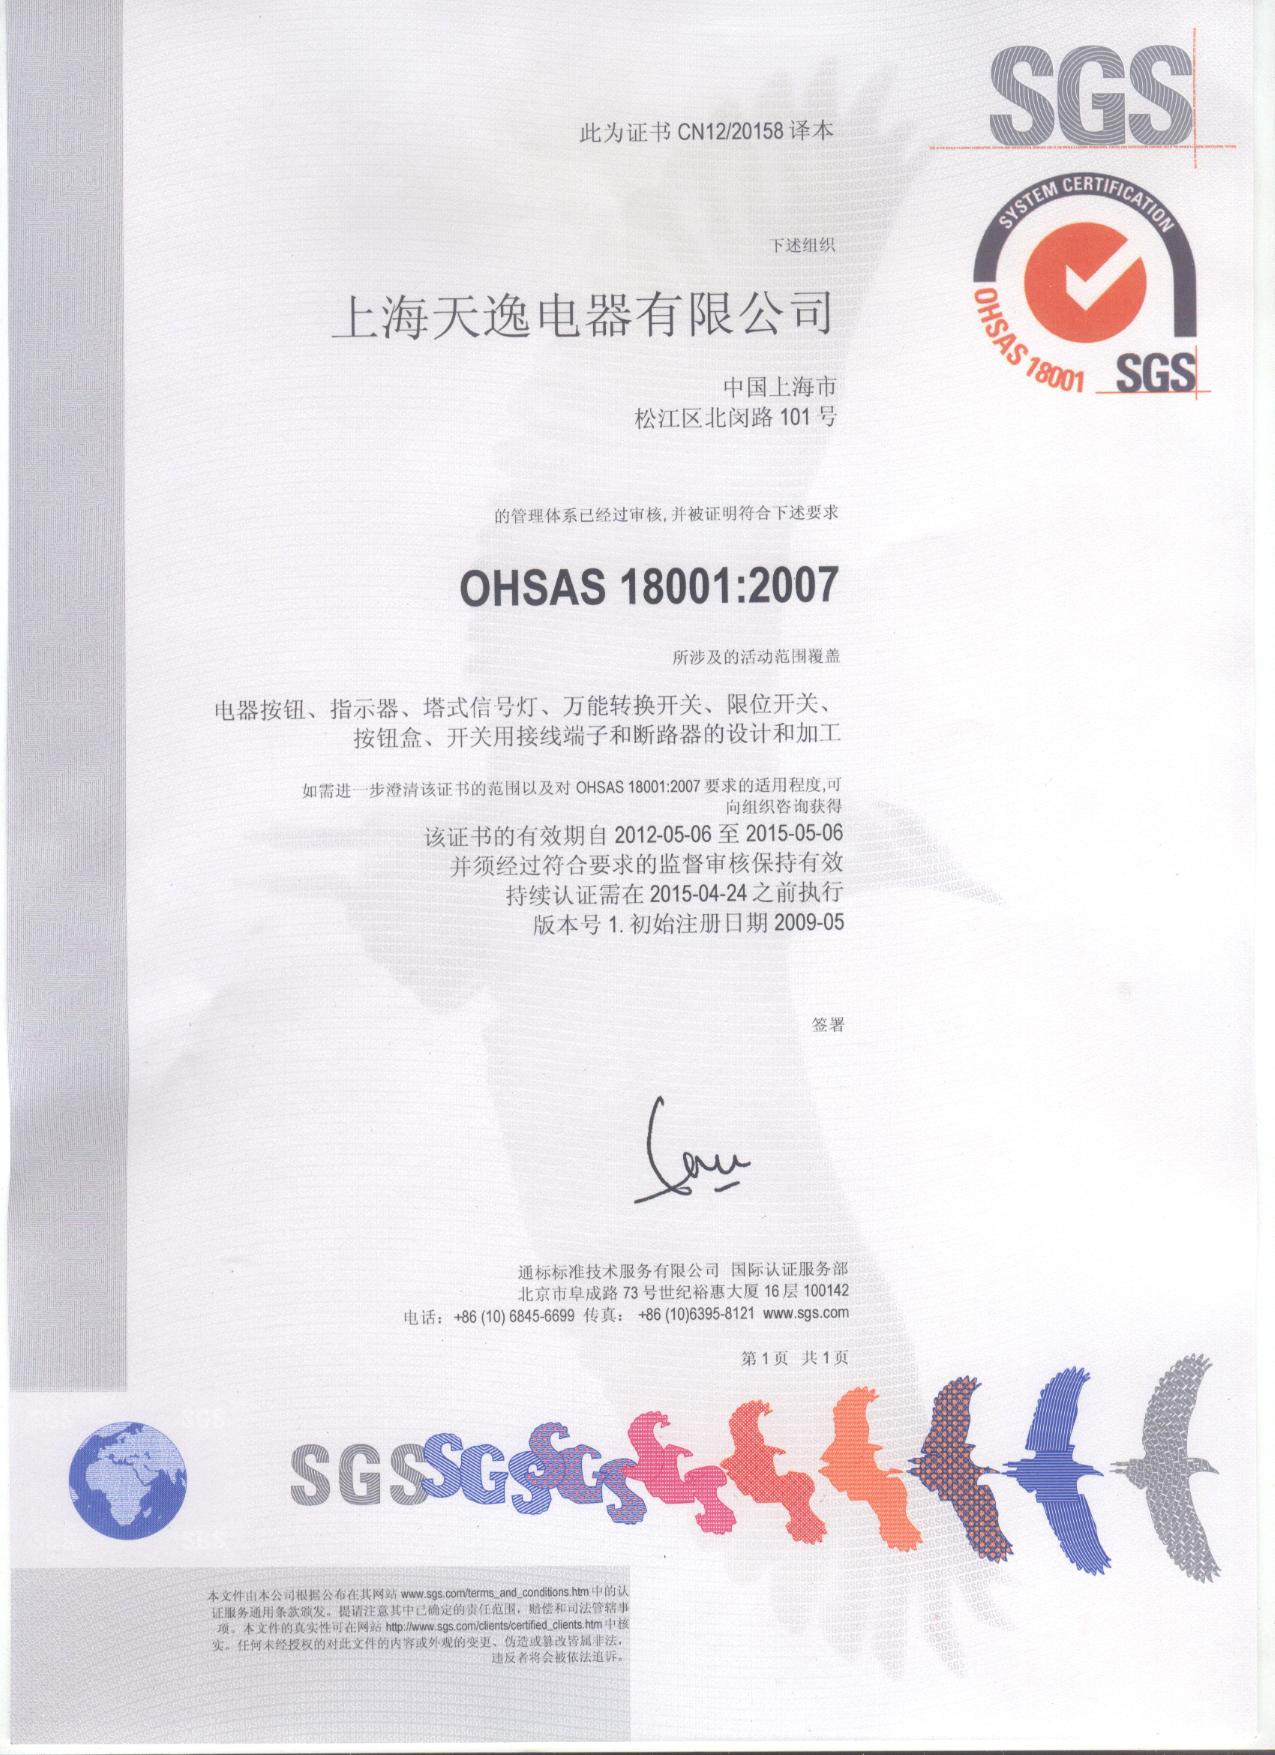 SGS
此为证书 CN12/20158 译本
SYSTEM CERTIFICATION
OHSAS 18001
SGS
下述组织
上海天逸电器有限公司
中国上海市
松江区北闵路 101 号
的管理体系已经过审核,并被证明符合下述要求
OHSAS 18001:2007
所涉及的活动范围覆盖
电器按钮、指示器、塔式信号灯、万能转换开关、限位开关、
按钮盒、开关用接线端子和断路器的设计和加工
如需进一步澄清该证书的范围以及对 OHSAS 18001:2007 要求的适用程度,可
向组织咨询获得
该证书的有效期自 2012-05-06 至 2015-05-06
并须经过符合要求的监督审核保持有效
持续认证需在 2015-04-24 之前执行
版本号 1. 初始注册日期 2009-05
签署
通标标准技术服务有限公司 国际认证服务部
北京市阜成路 73 号世纪裕惠大厦 16 层 100142
电话: +86 (10) 6845-6699 传真: +86 (10)6395-8121 www.sgs.com
第 1 页 共 1 页
SGS SGS SGS
本文件由本公司根据公布在其网站 www.sgs.com/terms_and_conditions.htm 中的认
证服务通用条款颁发。提请注意其中已确定的责任范围,赔偿和司法管辖事
项。本文件的真实性可在网站 http://www.sgs.com/clients/certified_clients.htm 中核
实。任何未经授权的对此文件的内容或外观的变更、伪造或篡改皆属非法,
违反者将会被依法追诉。